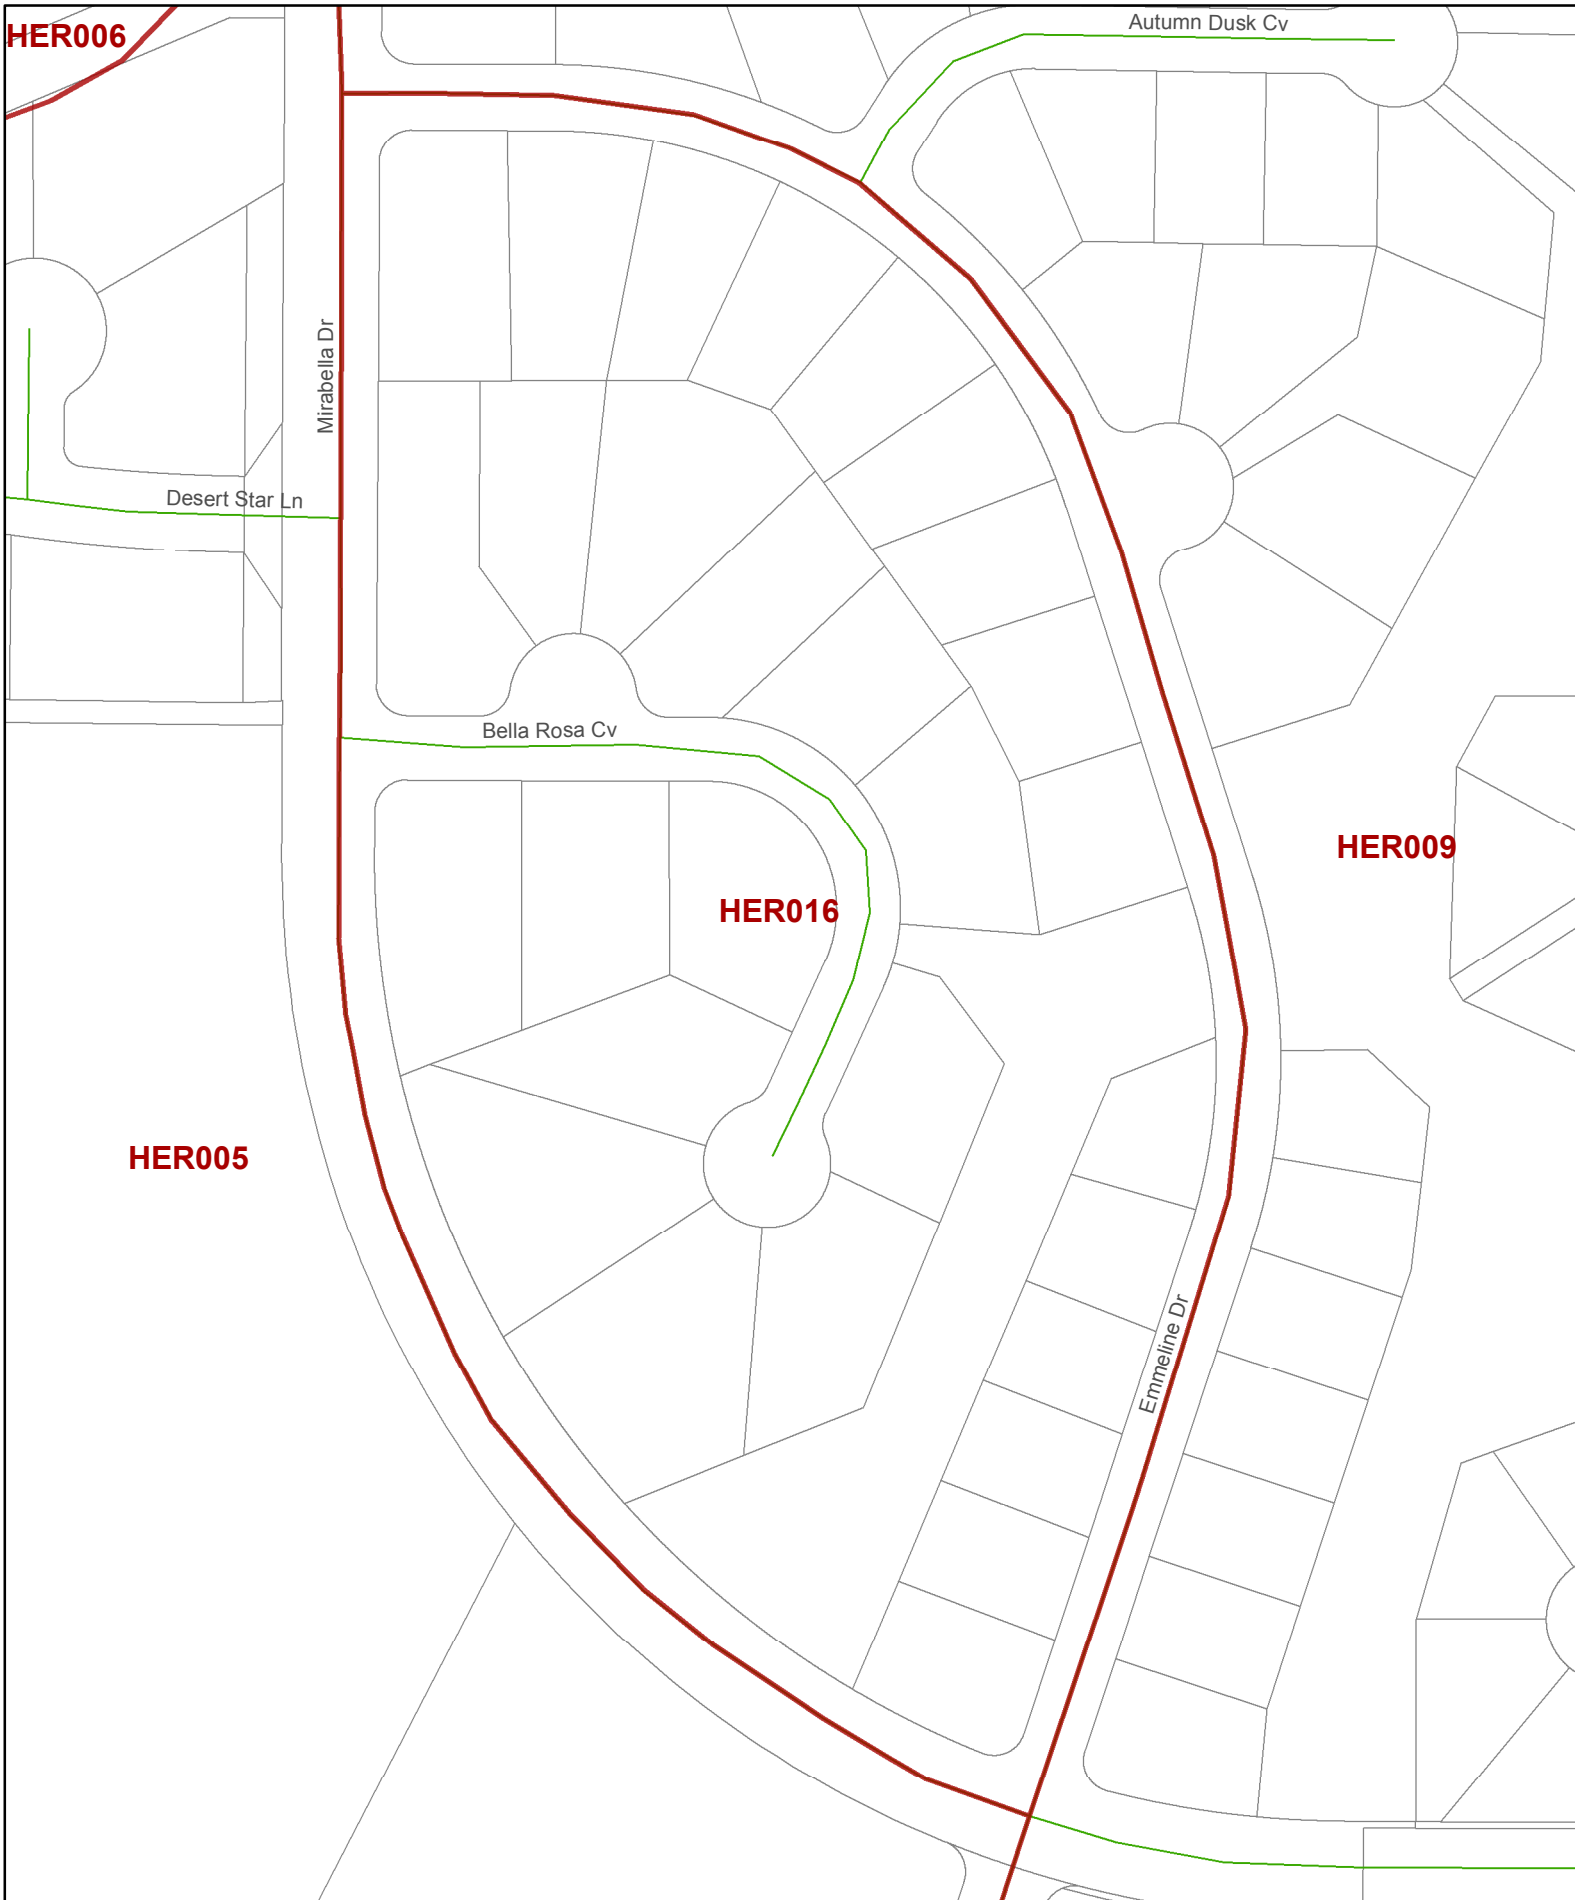 Autumn Dusk Cv
HER006
Mirabella Dr
Desert Star Ln
Bella Rosa Cv
HER009
HER016
HER005
Emmeline Dr